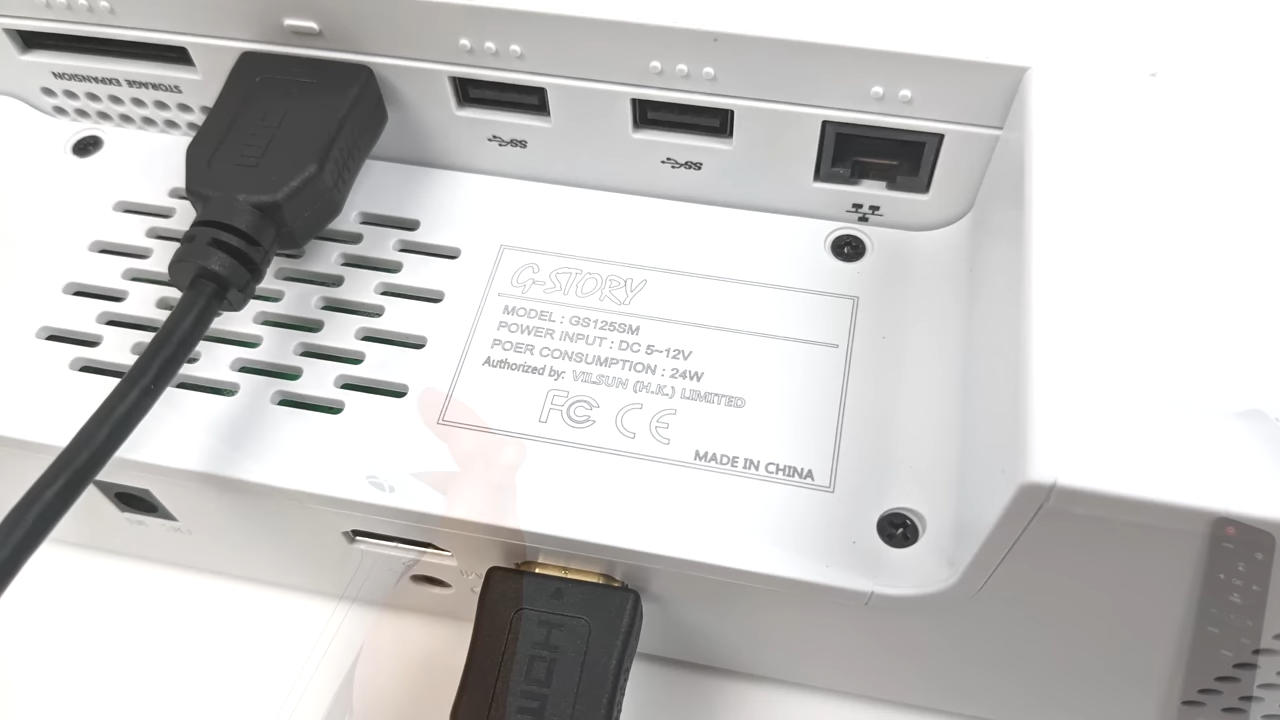 STORAGE EXPANSION
SS
SS
G-STORY
MODEL : GS125SM
POWER INPUT : DC 5~12V
POER CONSUMPTION : 24W
Authorized by: VILSUN (H.K.) LIMITED
FC CE
MADE IN CHINA